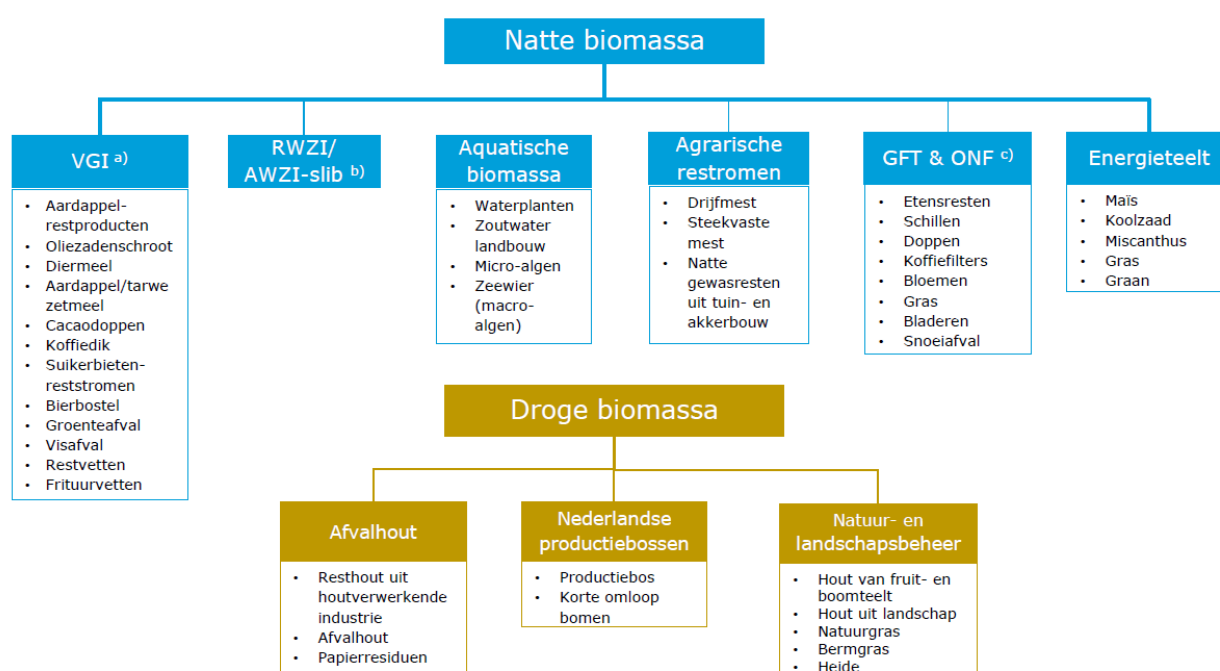 Natte biomassa
VGI a)
• Aardappel-
restproducten
• Oliezadenschroot
• Diermeel
• Aardappel/tarwe
zetmeel
• Cacaodoppen
• Koffiedik
• Suikerbieten-
reststromen
• Bierbostel
• Groenteafval
• Visafval
• Restvetten
• Frituurvetten
RWZI/
AWZI-slib b)
Aquatische
biomassa
• Waterplanten
• Zoutwater
landbouw
• Micro-algen
• Zeewier
(macro-
algen)
Agrarische
restromen
• Drijfmest
• Steekvaste
mest
• Natte
gewasresten
uit tuin- en
akkerbouw
GFT & ONF c)
• Etensresten
• Schillen
• Doppen
• Koffiefilters
• Bloemen
• Gras
• Bladeren
• Snoeiafval
Energieteelt
• Maïs
• Koolzaad
• Miscanthus
• Gras
• Graan
Droge biomassa
Afvalhout
• Resthout uit
houtverwerkende
industrie
• Afvalhout
• Papierresiduen
Nederlandse
productiebossen
• Productiebos
• Korte omloop
bomen
Natuur- en
landschapsbeheer
• Hout van fruit- en
boomteelt
• Hout uit landschap
• Natuurgras
• Bermgras
• Heide